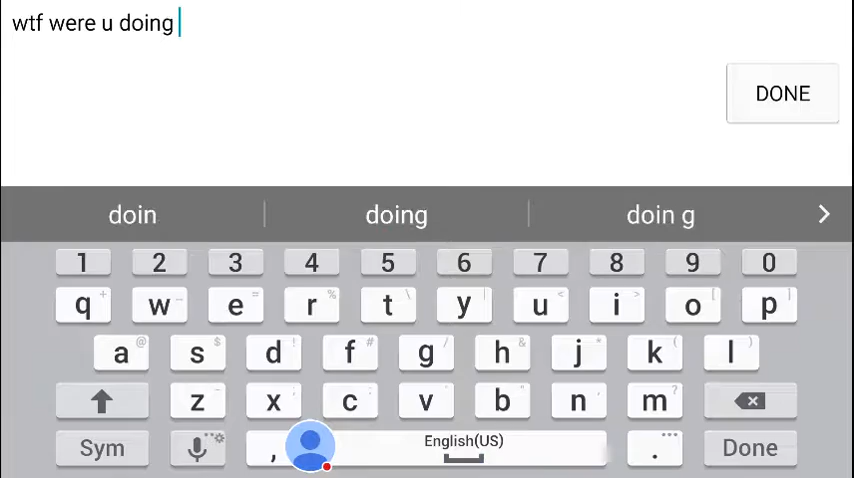 wtf were u doing
DONE
doin doing doin g >
1 2 3 4 5 6 7 8 9 0
q + w _ e = r % t \ y | u < i > o [ p ]
a @ s $ d ! f # g / h & j * k ( l )
z - x ' c : v b " n , m ?
Sym , English(US) . ... Done